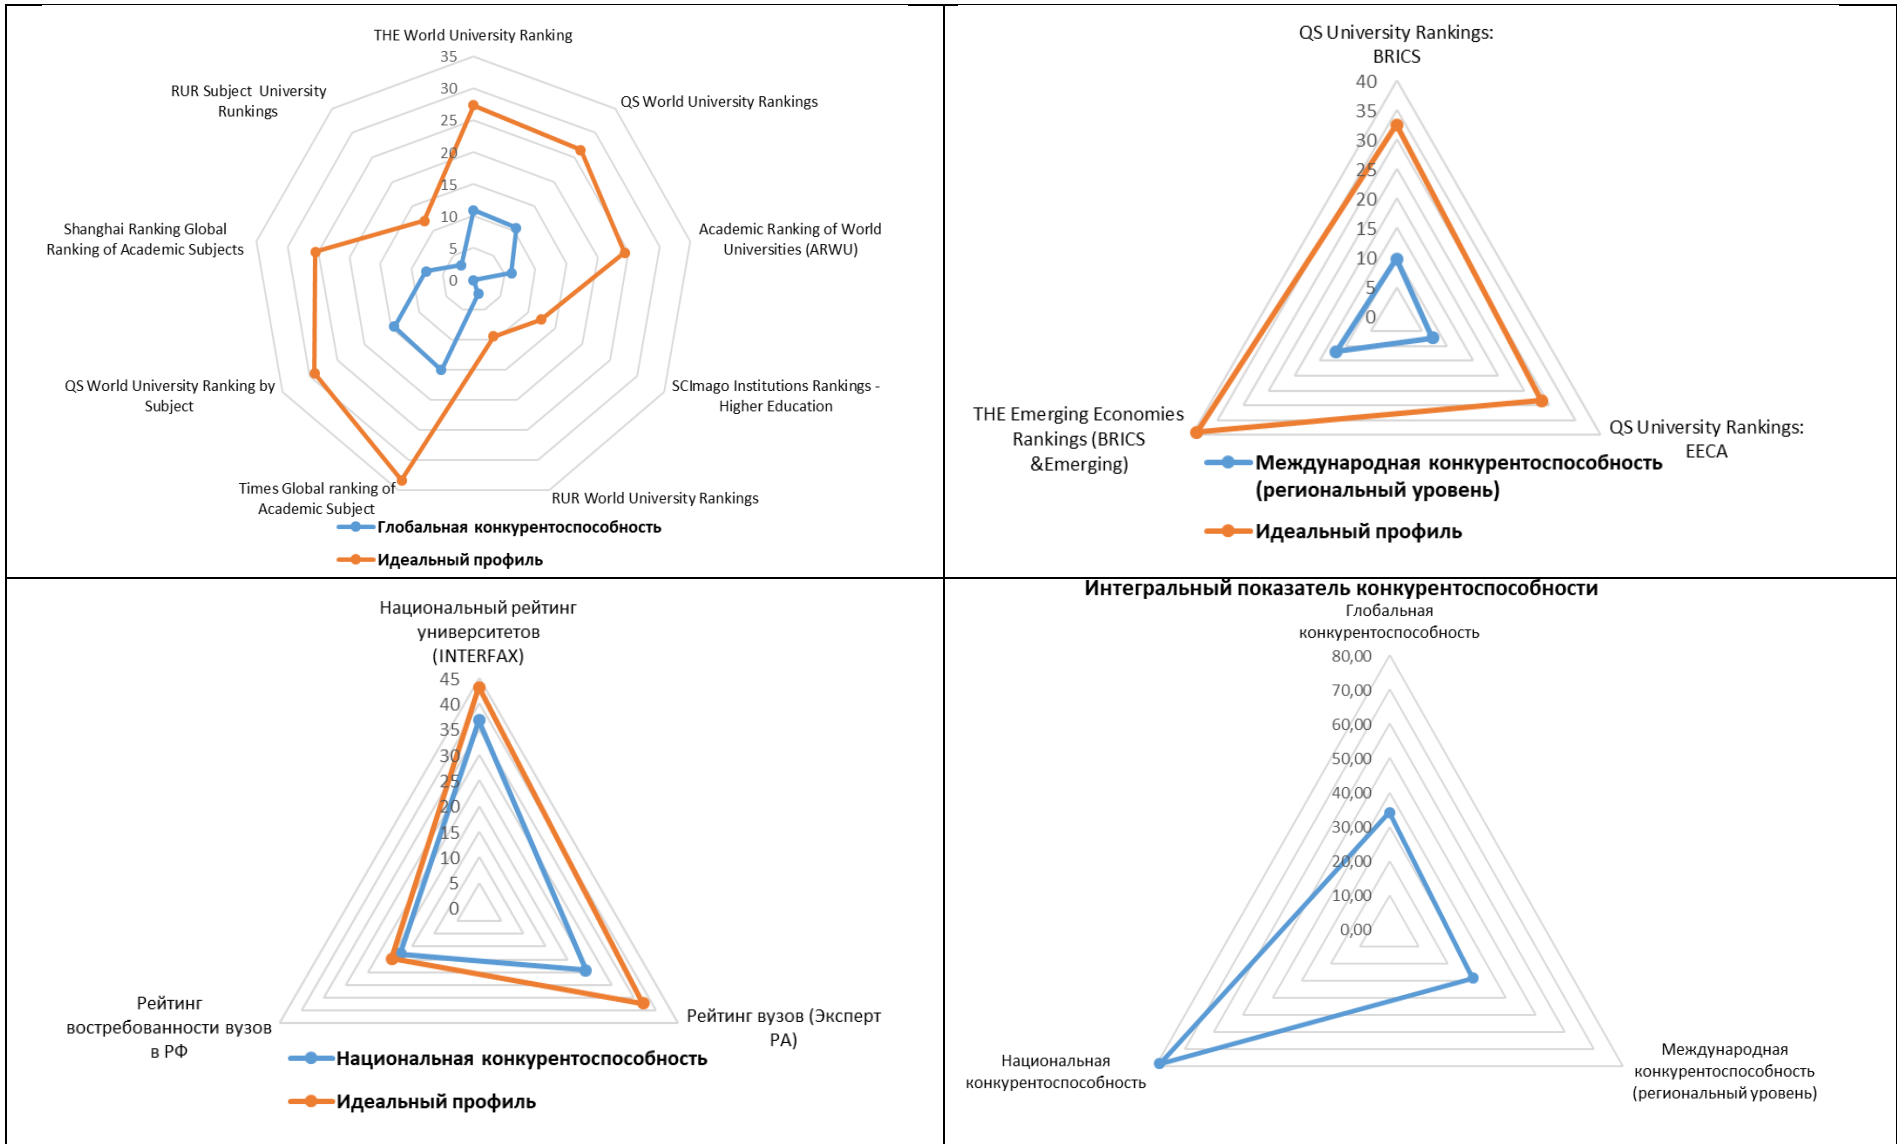 THE World University Ranking
35
30
25
20
15
10
5
0
QS World University Rankings
Academic Ranking of World
Universities (ARWU)
SCImago Institutions Rankings -
Higher Education
RUR World University Rankings
Times Global ranking of
Academic Subject
QS World University Ranking by
Subject
Shanghai Ranking Global
Ranking of Academic Subjects
RUR Subject University
Runkings
Глобальная конкурентоспособность
Идеальный профиль
QS University Rankings:
BRICS
40
35
30
25
20
15
10
5
0
QS University Rankings:
EECA
THE Emerging Economies
Rankings (BRICS
&Emerging)
Международная конкурентоспособность
(региональный уровень)
Идеальный профиль
Национальный рейтинг
университетов
(INTERFAX)
45
40
35
30
25
20
15
10
5
0
Рейтинг вузов (Эксперт
РА)
Рейтинг
востребованности вузов
в РФ
Национальная конкурентоспособность
Идеальный профиль
Интегральный показатель конкурентоспособности
Глобальная
конкурентоспособность
80,00
70,00
60,00
50,00
40,00
30,00
20,00
10,00
0,00
Международная
конкурентоспособность
(региональный уровень)
Национальная
конкурентоспособность